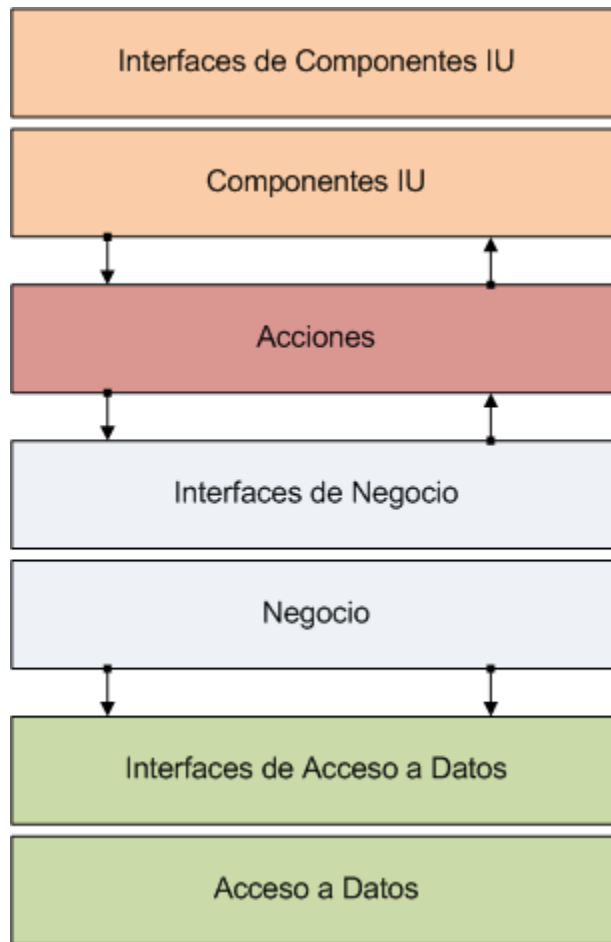 Interfaces de Componentes IU
Componentes IU
Acciones
Interfaces de Negocio
Negocio
Interfaces de Acceso a Datos
Acceso a Datos